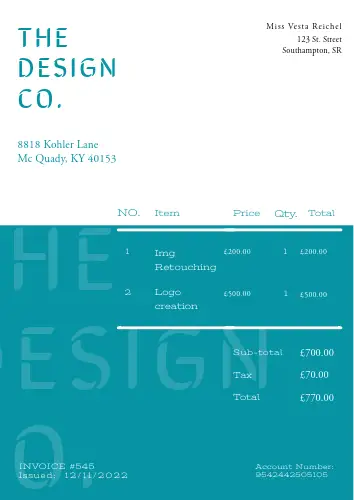 THE
DESIGN
CO.
Miss Vesta Reichel
123 St. Street
Southampton, SR
8818 Kohler Lane
Mc Quady, KY 40153
NO. Item Price Qty. Total
1 Img Retouching £200.00 1 £200.00
2 Logo creation £500.00 1 £500.00
Sub-total £700.00
Tax £70.00
Total £770.00
HE
DESIGN
O.
INVOICE #545
Issued: 12/11/2022
Account Number:
9542442505105